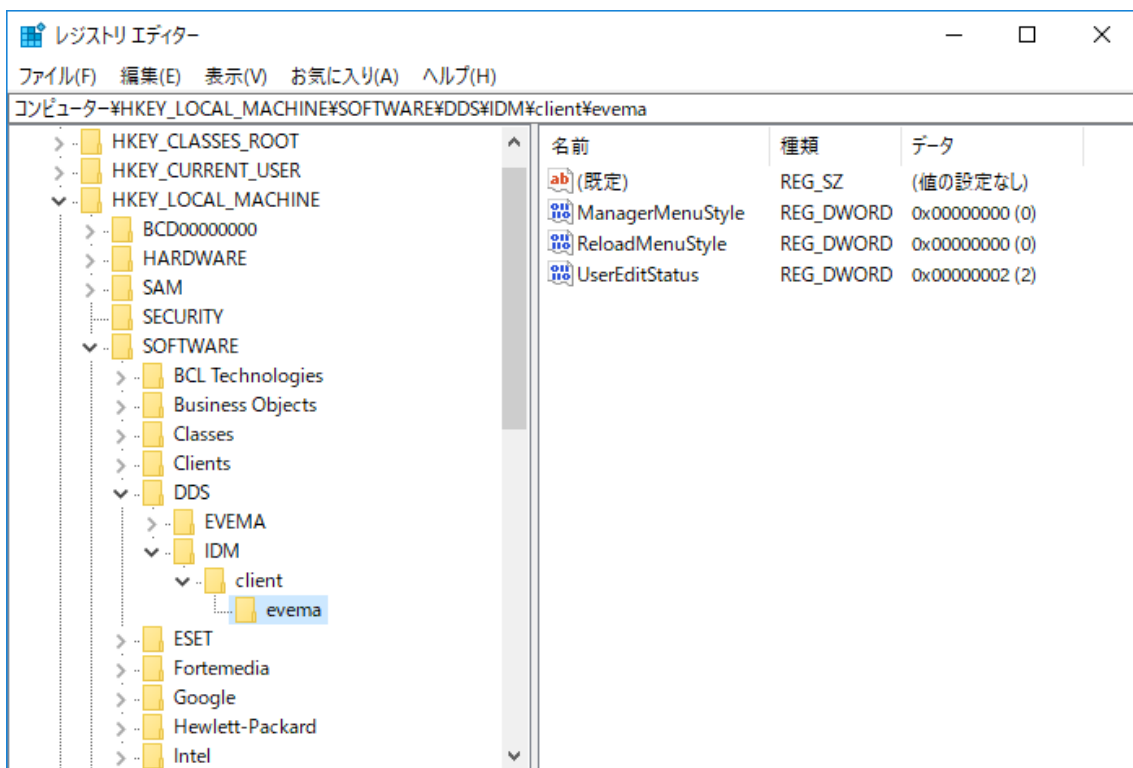 レジストリ エディター
ファイル(F) 編集(E) 表示(V) お気に入り(A) ヘルプ(H)
コンピューター¥HKEY_LOCAL_MACHINE¥SOFTWARE¥DDS¥IDM¥client¥evema
HKEY_CLASSES_ROOT
HKEY_CURRENT_USER
HKEY_LOCAL_MACHINE
BCD00000000
HARDWARE
SAM
SECURITY
SOFTWARE
BCL Technologies
Business Objects
Classes
Clients
DDS
EVEMA
IDM
client
evema
ESET
Fortemedia
Google
Hewlett-Packard
Intel
名前 種類 データ
ab (既定) REG_SZ (値の設定なし)
ManagerMenuStyle REG_DWORD 0x00000000 (0)
ReloadMenuStyle REG_DWORD 0x00000000 (0)
UserEditStatus REG_DWORD 0x00000002 (2)